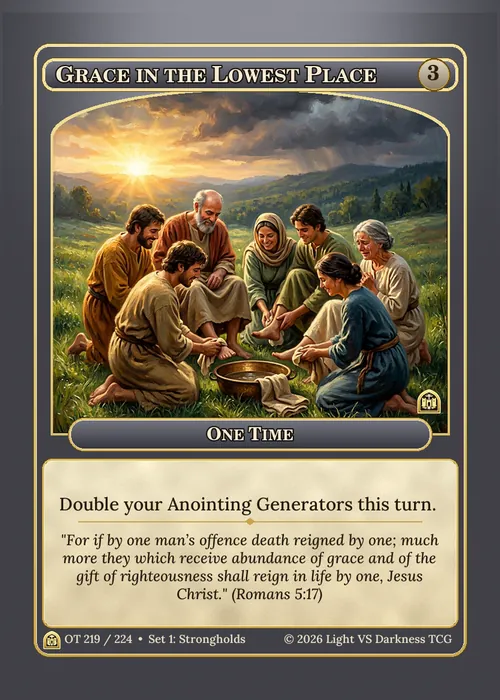 Grace in the Lowest Place
3
One Time
Double your Anointing Generators this turn.
"For if by one man's offence death reigned by one; much
more they which receive abundance of grace and of the
gift of righteousness shall reign in life by one, Jesus
Christ." (Romans 5:17)
OT 219 / 224 • Set 1: Strongholds
© 2026 Light VS Darkness TCG